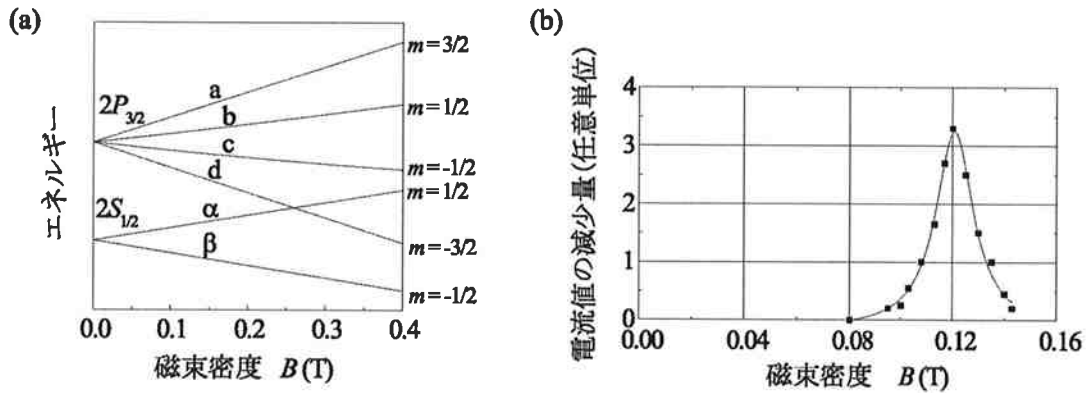 (a)
エネルギー
2P3/2
2S1/2
a
b
c
d
α
β
m = 3/2
m = 1/2
m = -1/2
m = 1/2
m = -3/2
m = -1/2
0.0 0.1 0.2 0.3 0.4
磁束密度 B(T)
(b)
電流値の減少量(任意単位)
4
3
2
1
0
0.00 0.04 0.08 0.12 0.16
磁束密度 B(T)